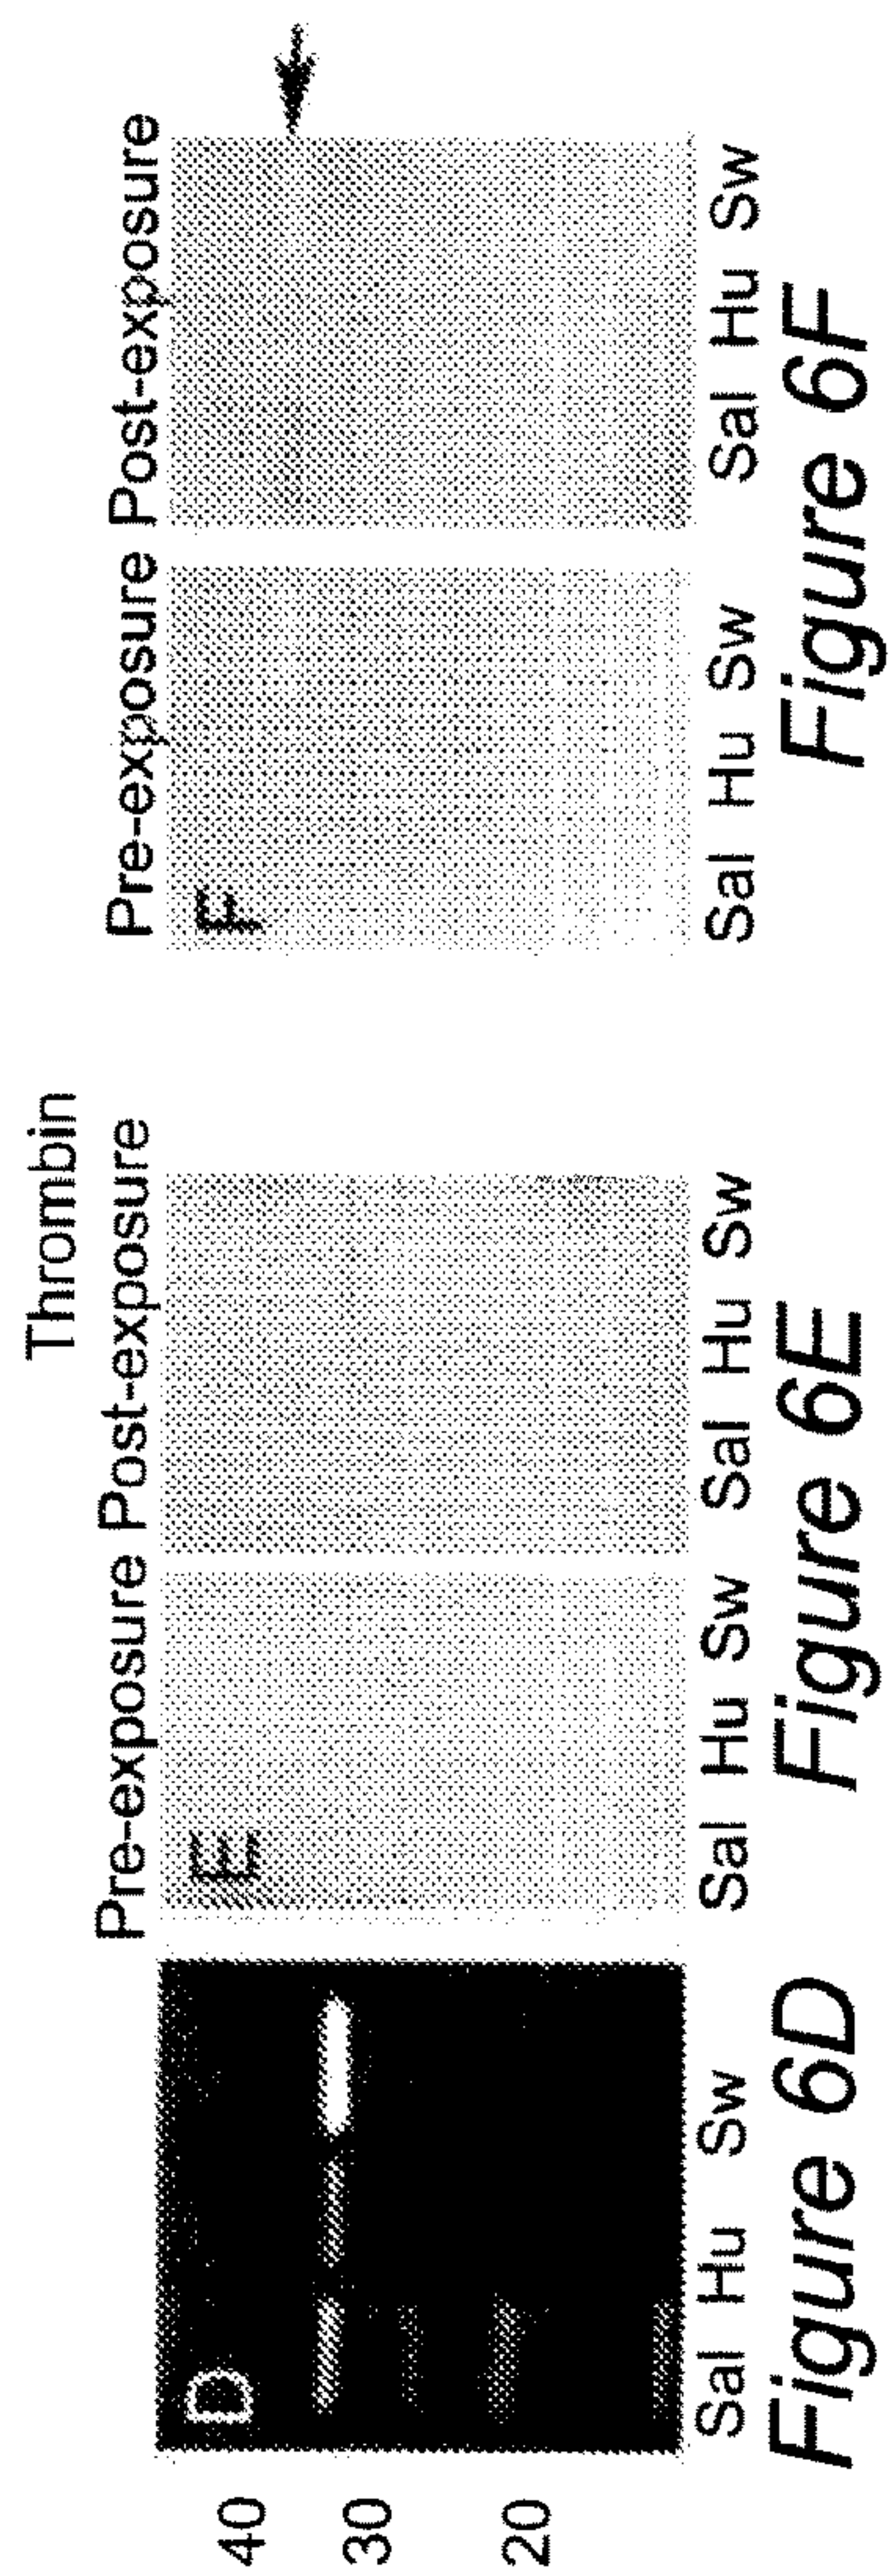 Thrombin
Pre-exposure Post-exposure Pre-exposure Post-exposure
D E F
40
30
20
Sal Hu Sw Sal Hu Sw Sal Hu Sw Sal Hu Sw Sal Hu Sw
Figure 6D Figure 6E Figure 6F